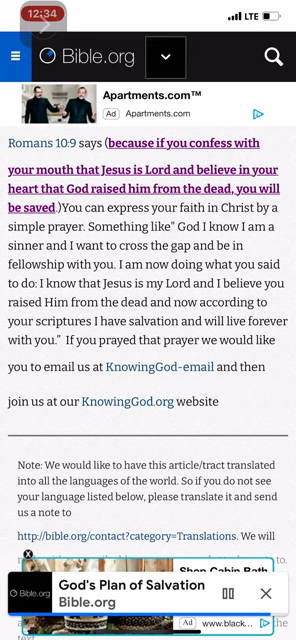 12:34
LTE
Bible.org
Apartments.com™
Ad Apartments.com
Romans 10:9 says (because if you confess with
your mouth that Jesus is Lord and believe in your
heart that God raised him from the dead, you will
be saved.)You can express your faith in Christ by a
simple prayer. Something like" God I know I am a
sinner and I want to cross the gap and be in
fellowship with you. I am now doing what you said
to do: I know that Jesus is my Lord and I believe you
raised Him from the dead and now according to
your scriptures I have salvation and will live forever
with you." If you prayed that prayer we would like
you to email us at KnowingGod-email and then
join us at our KnowingGod.org website
Note: We would like to have this article/tract translated
into all the languages of the world. So if you do not see
your language listed below, please translate it and send
us a note to
http://bible.org/contact?category=Translations. We will
to.
Shop Cabin Bath
Bible.org
God's Plan of Salvation
Bible.org
Ad www.black...
the
text